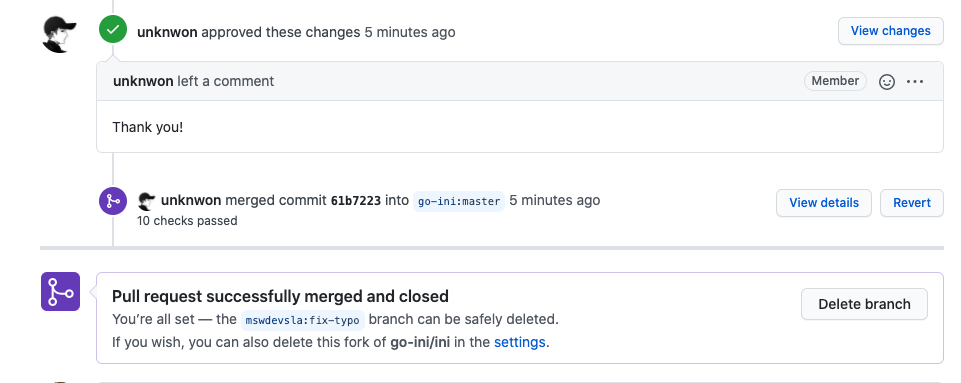 unknwon approved these changes 5 minutes ago
View changes
unknwon left a comment
Member
Thank you!
unknwon merged commit 61b7223 into go-ini:master 5 minutes ago
View details
Revert
10 checks passed
Pull request successfully merged and closed
You’re all set — the mswdevsla:fix-typo branch can be safely deleted.
If you wish, you can also delete this fork of go-ini/ini in the settings.
Delete branch